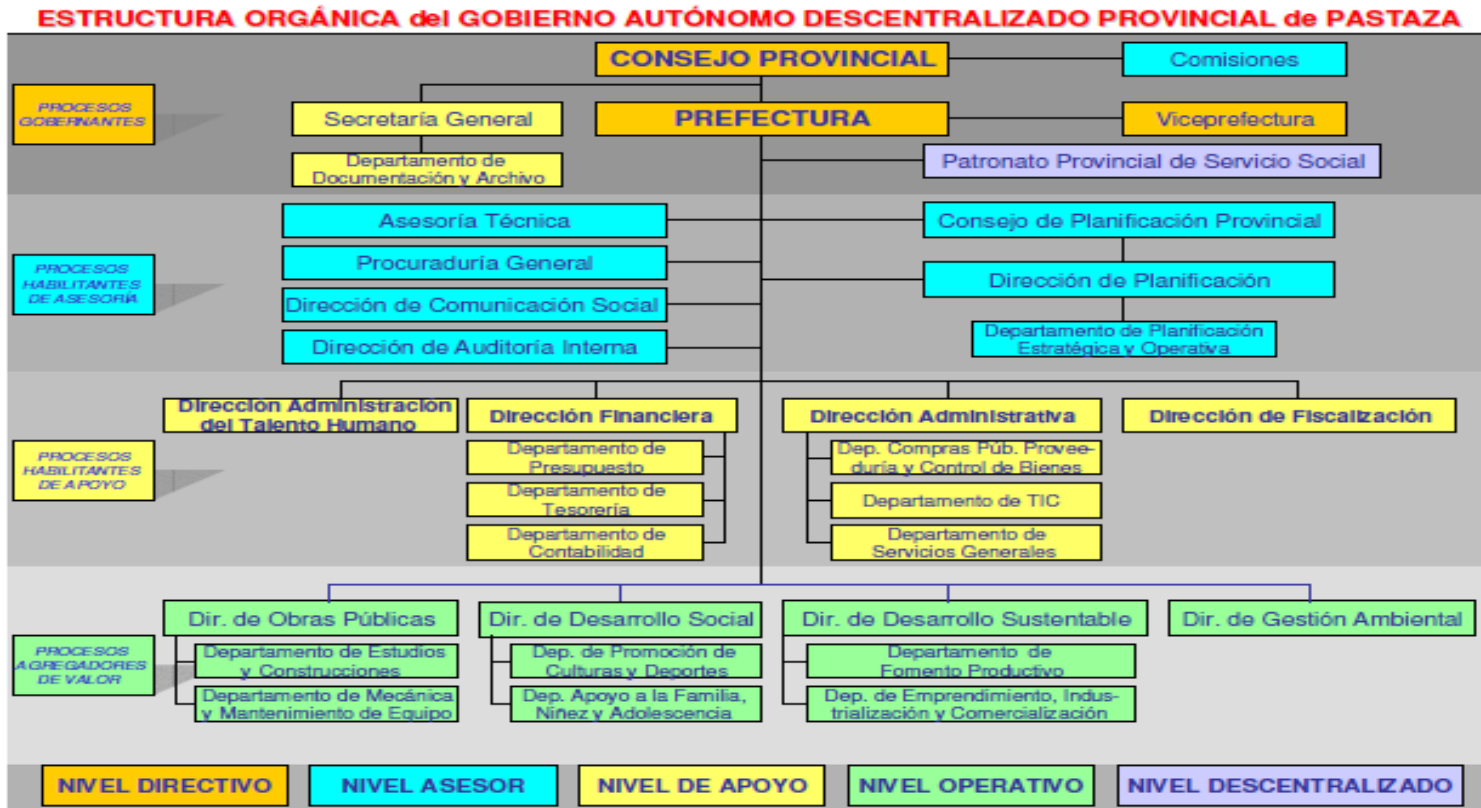 ESTRUCTURA ORGÁNICA del GOBIERNO AUTÓNOMO DESCENTRALIZADO PROVINCIAL de PASTAZA
CONSEJO PROVINCIAL
Comisiones
PROCESOS
GOBERNANTES
Secretaría General
PREFECTURA
Viceprefectura
Departamento de
Documentación y Archivo
Patronato Provincial de Servicio Social
Asesoría Técnica
Consejo de Planificación Provincial
PROCESOS
HABILITANTES
DE ASESORÍA
Procuraduría General
Dirección de Planificación
Dirección de Comunicación Social
Dirección de Auditoría Interna
Departamento de Planificación
Estratégica y Operativa
Dirección Administración
del Talento Humano
Dirección Financiera
Dirección Administrativa
Dirección de Fiscalización
PROCESOS
HABILITANTES
DE APOYO
Departamento de
Presupuesto
Dep. Compras Púb. Provee-
duría y Control de Bienes
Departamento de
Tesorería
Departamento de TIC
Departamento de
Contabilidad
Departamento de
Servicios Generales
Dir. de Obras Públicas
Dir. de Desarrollo Social
Dir. de Desarrollo Sustentable
Dir. de Gestión Ambiental
PROCESOS
AGREGADORES
DE VALOR
Departamento de Estudios
y Construcciones
Dep. de Promoción de
Culturas y Deportes
Departamento de
Fomento Productivo
Departamento de Mecánica
y Mantenimiento de Equipo
Dep. Apoyo a la Familia,
Niñez y Adolescencia
Dep. de Emprendimiento, Indus-
trialización y Comercialización
NIVEL DIRECTIVO
NIVEL ASESOR
NIVEL DE APOYO
NIVEL OPERATIVO
NIVEL DESCENTRALIZADO